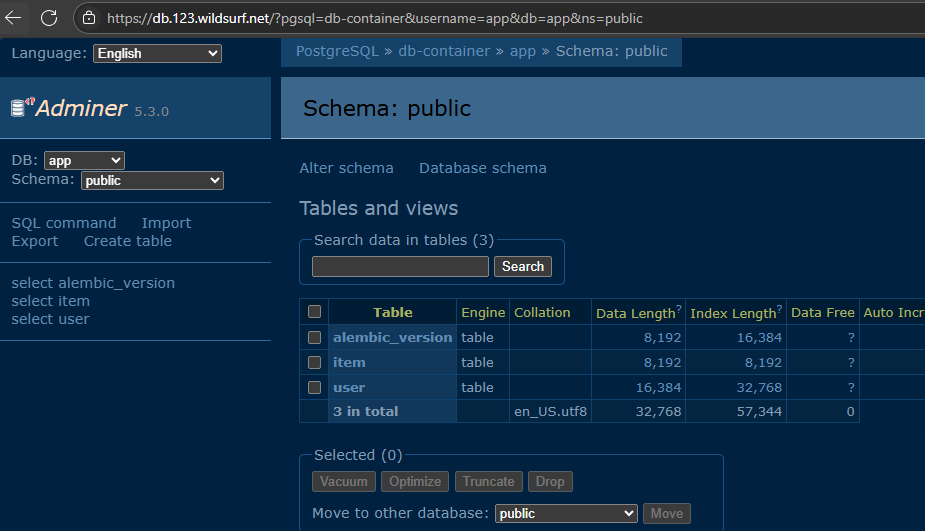 https://db.123.wildsurf.net/?pgsql=db-container&username=app&db=app&ns=public
Language: English
PostgreSQL » db-container » app » Schema: public
Adminer 5.3.0
Schema: public
DB: app
Schema: public
SQL command Import
Export Create table
select alembic_version
select item
select user
Alter schema Database schema
Tables and views
Search data in tables (3)
Search
Table Engine Collation Data Length? Index Length? Data Free Auto Incr
alembic_version table 8,192 16,384 ?
item table 8,192 8,192 ?
user table 16,384 32,768 ?
3 in total en_US.utf8 32,768 57,344 0
Selected (0)
Vacuum Optimize Truncate Drop
Move to other database: public Move